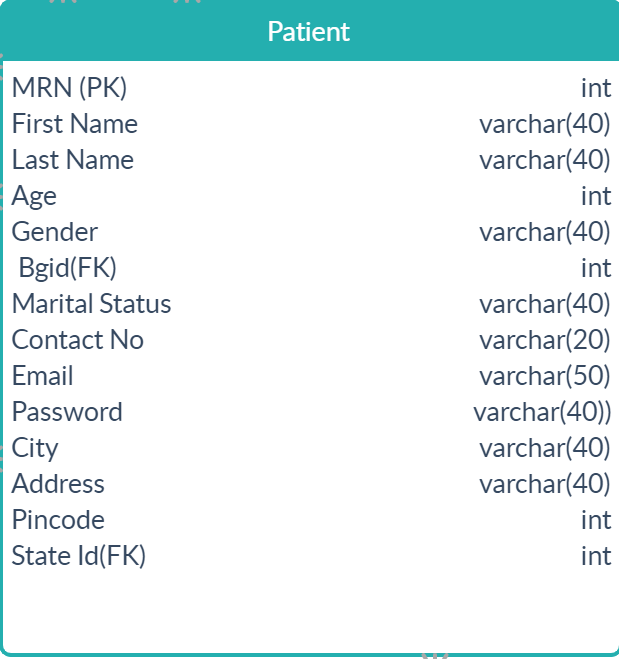 Patient
MRN (PK) int
First Name varchar(40)
Last Name varchar(40)
Age int
Gender varchar(40)
Bgid(FK) int
Marital Status varchar(40)
Contact No varchar(20)
Email varchar(50)
Password varchar(40))
City varchar(40)
Address varchar(40)
Pincode int
State Id(FK) int